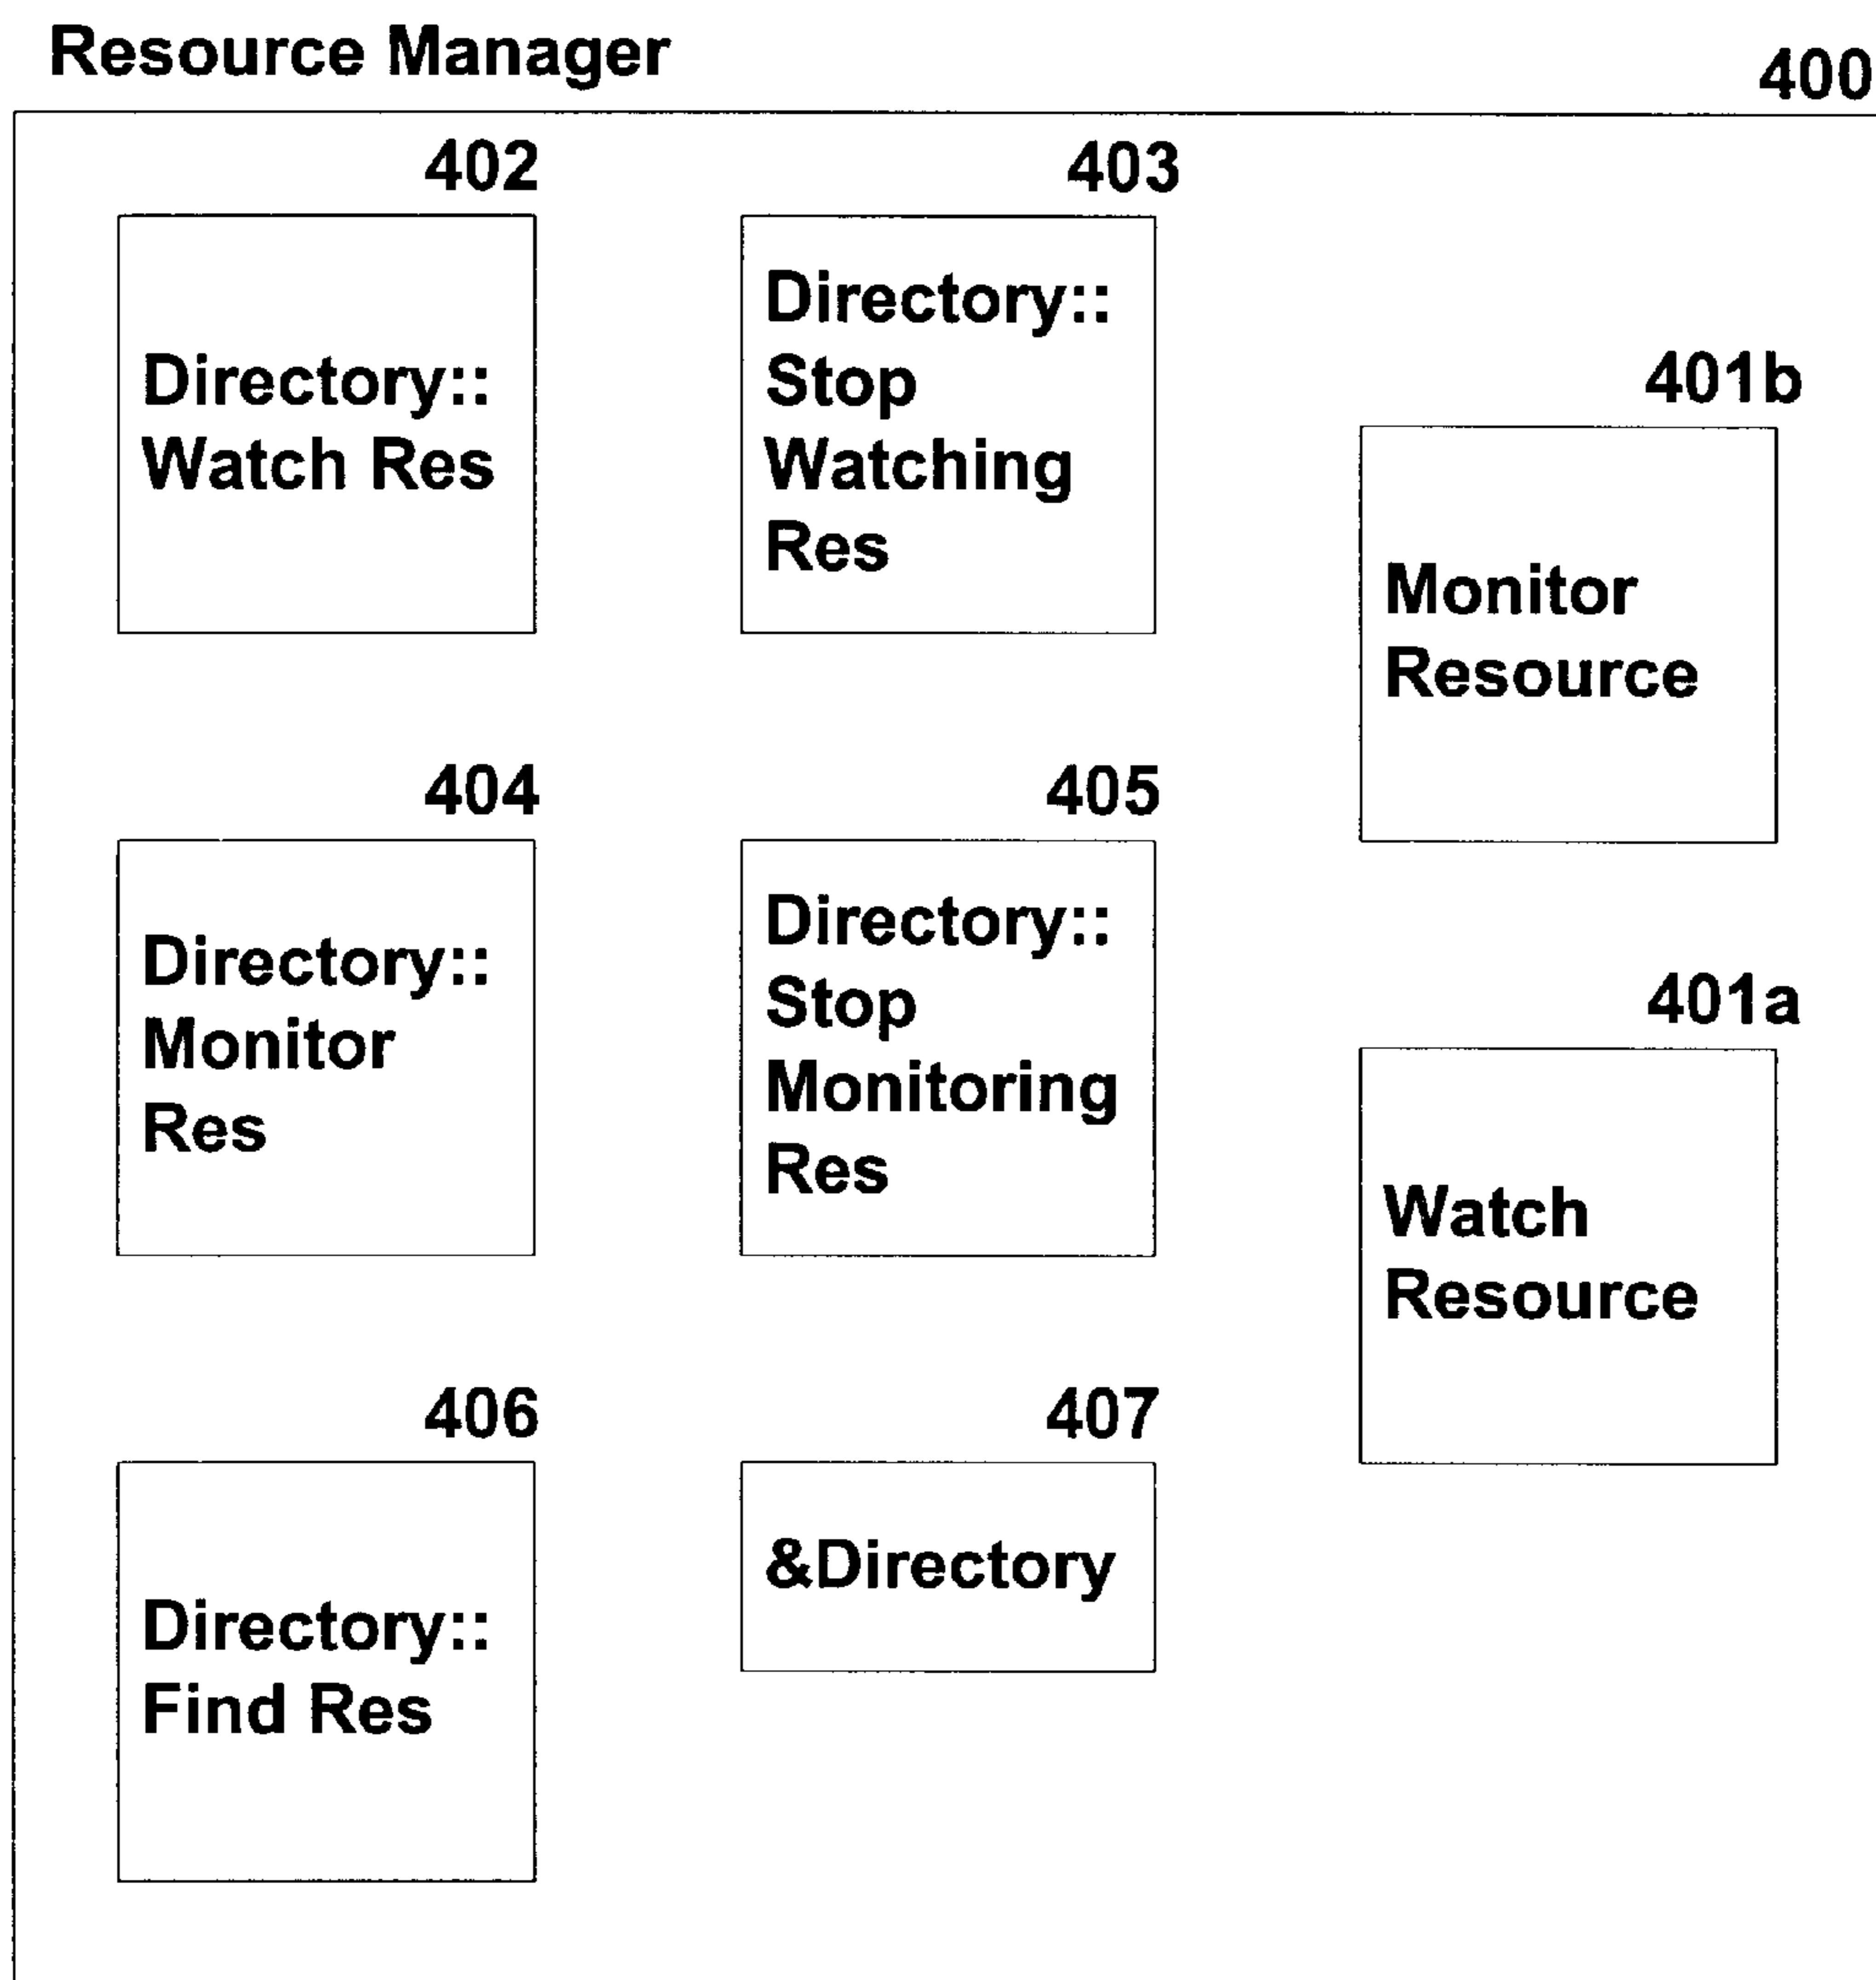 Resource Manager
400
402
Directory::
Watch Res
403
Directory::
Stop
Watching
Res
401b
Monitor
Resource
404
Directory::
Monitor
Res
405
Directory::
Stop
Monitoring
Res
401a
Watch
Resource
406
Directory::
Find Res
407
&Directory